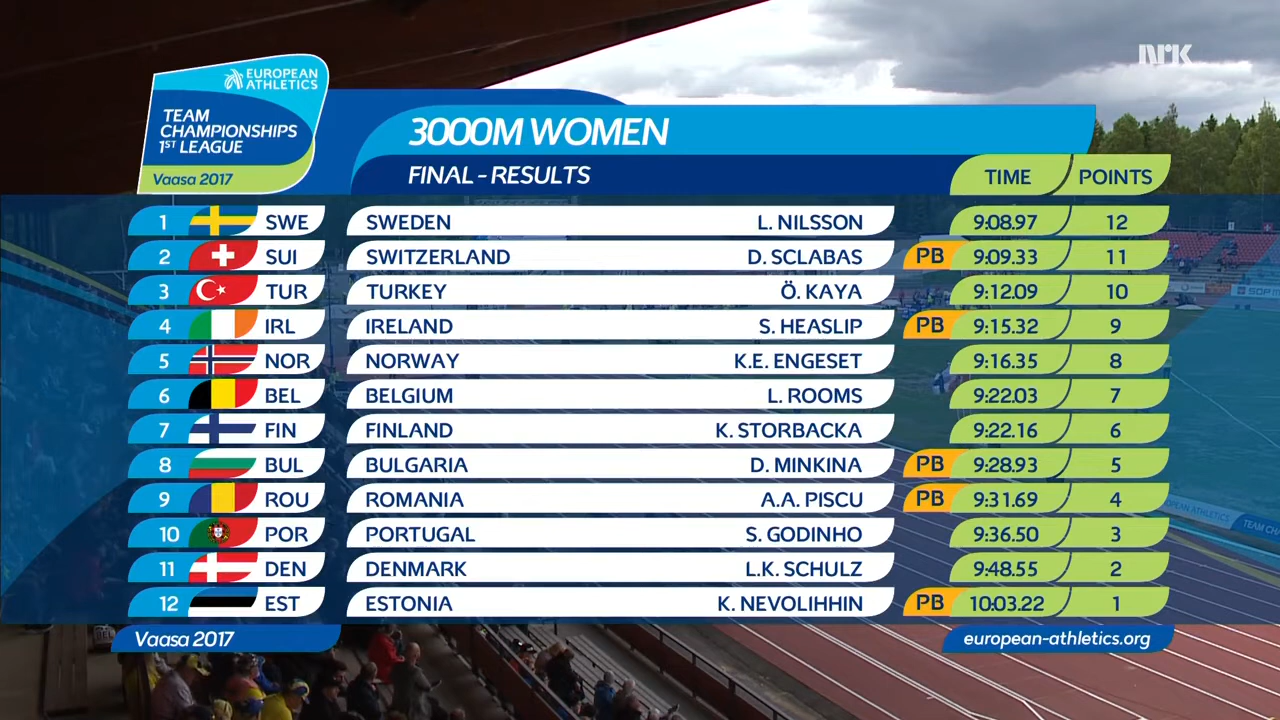 nrk
EUROPEAN
ATHLETICS
TEAM
CHAMPIONSHIPS
1ST LEAGUE
Vaasa 2017
3000M WOMEN
FINAL - RESULTS
TIME POINTS
1 SWE SWEDEN L. NILSSON 9:08.97 12
2 SUI SWITZERLAND D. SCLABAS PB 9:09.33 11
3 TUR TURKEY Ö. KAYA 9:12.09 10
4 IRL IRELAND S. HEASLIP PB 9:15.32 9
5 NOR NORWAY K.E. ENGESET 9:16.35 8
6 BEL BELGIUM L. ROOMS 9:22.03 7
7 FIN FINLAND K. STORBACKA 9:22.16 6
8 BUL BULGARIA D. MINKINA PB 9:28.93 5
9 ROU ROMANIA A.A. PISCU PB 9:31.69 4
10 POR PORTUGAL S. GODINHO 9:36.50 3
11 DEN DENMARK L.K. SCHULZ 9:48.55 2
12 EST ESTONIA K. NEVOLIHHIN PB 10:03.22 1
Vaasa 2017
european-athletics.org